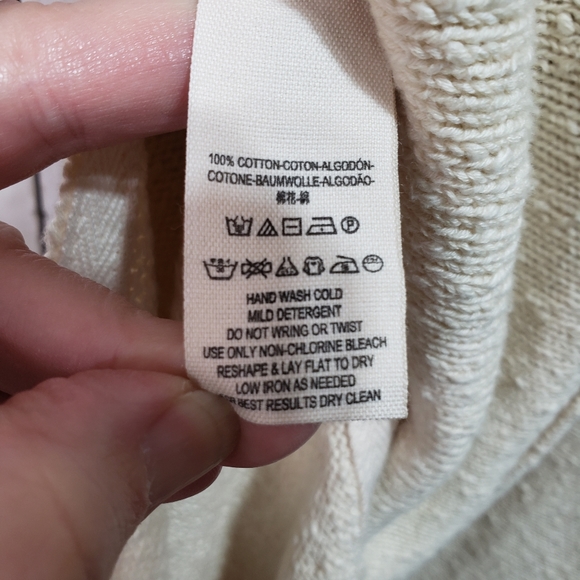 100% COTTON-COTON-ALGODÓN-
COTONE-BAUMWOLLE-ALGODÃO-
棉花-綿
P
HAND WASH COLD
MILD DETERGENT
DO NOT WRING OR TWIST
USE ONLY NON-CHLORINE BLEACH
RESHAPE & LAY FLAT TO DRY
LOW IRON AS NEEDED
BEST RESULTS DRY CLEAN